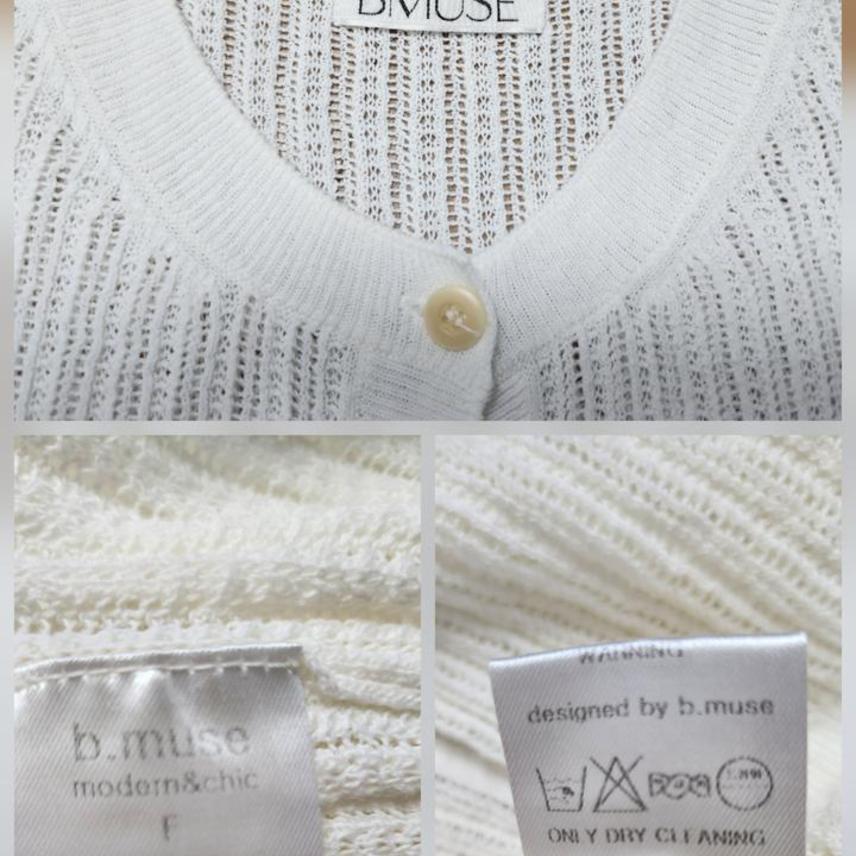 BMUSE
b.muse
modern&chic
F
WARNING
designed by b.muse
ONLY DRY CLEANING